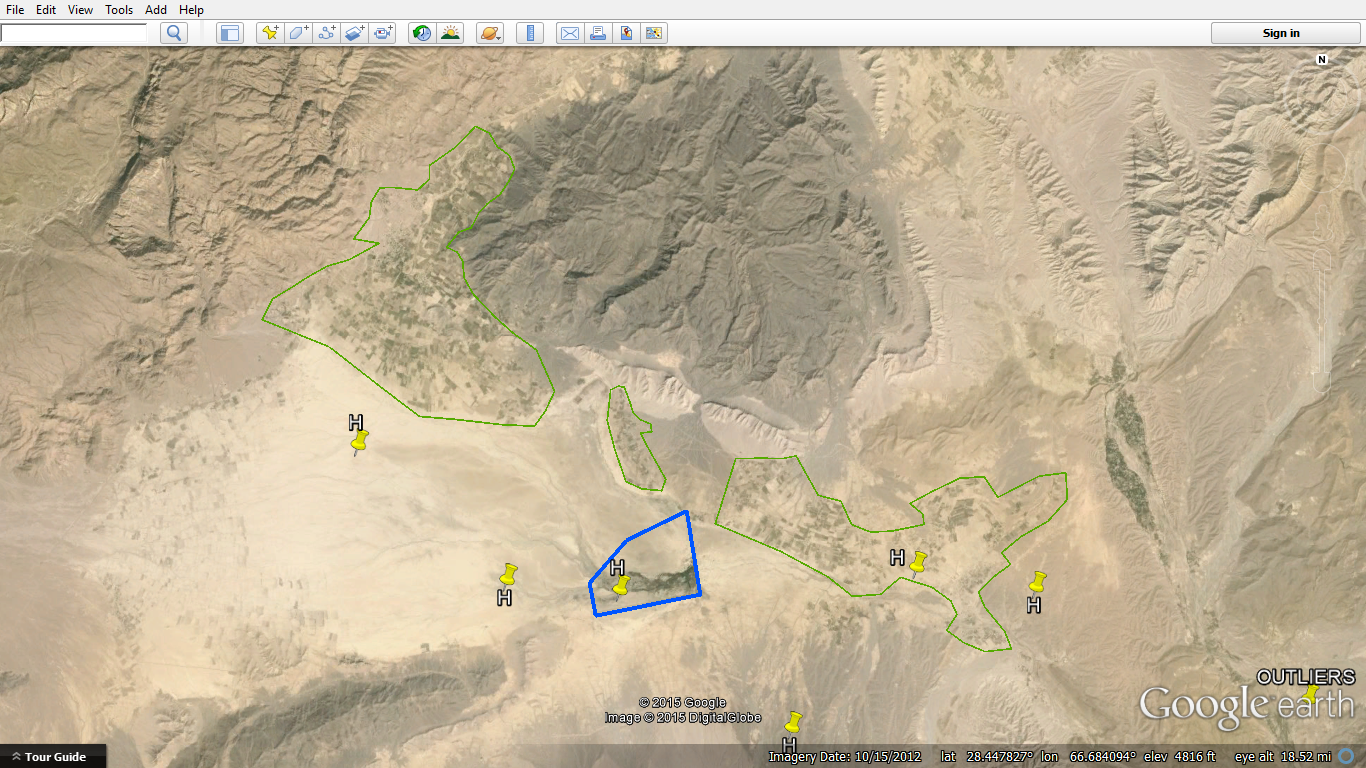 File Edit View Tools Add Help
Sign in
N
H
H
H
H
H
H
OUTLIERS
Google earth
© 2015 Google
Image © 2015 DigitalGlobe
H
Tour Guide
Imagery Date: 10/15/2012 lat 28.447827° lon 66.684094° elev 4816 ft eye alt 18.52 mi